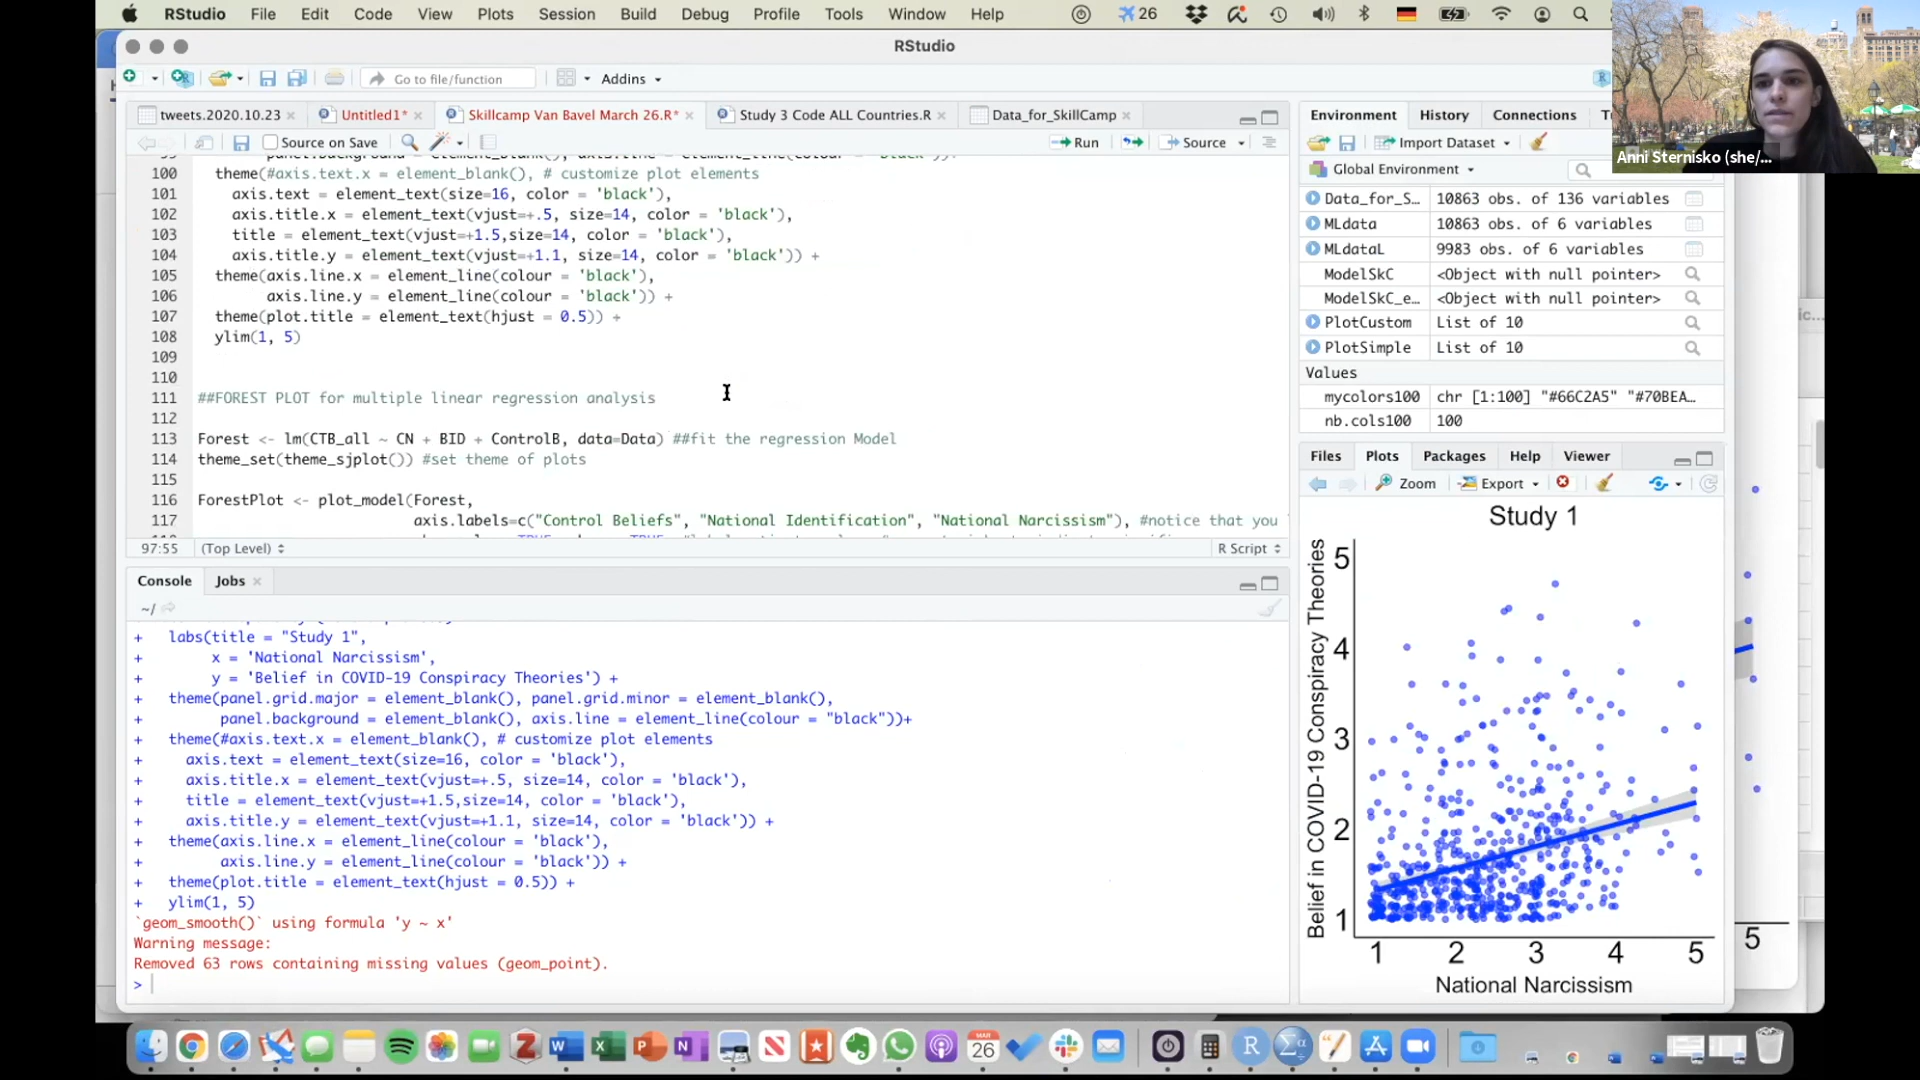 RStudio File Edit Code View Plots Session Build Debug Profile Tools Window Help 26
RStudio
Go to file/function Addins
tweets.2020.10.23 Untitled1* Skillcamp Van Bavel March 26.R* Study 3 Code ALL Countries.R Data_for_SkillCamp
Source on Save Run Source
100 theme(#axis.text.x = element_blank(), # customize plot elements
101 axis.text = element_text(size=16, color = 'black'),
102 axis.title.x = element_text(vjust=+.5, size=14, color = 'black'),
103 title = element_text(vjust=+1.5,size=14, color = 'black'),
104 axis.title.y = element_text(vjust=+1.1, size=14, color = 'black')) +
105 theme(axis.line.x = element_line(colour = 'black'),
106 axis.line.y = element_line(colour = 'black')) +
107 theme(plot.title = element_text(hjust = 0.5)) +
108 ylim(1, 5)
109
110
111 ##FOREST PLOT for multiple linear regression analysis
112
113 Forest <- lm(CTB_all ~ CN + BID + ControlB, data=Data) ##fit the regression Model
114 theme_set(theme_sjplot()) #set theme of plots
115
116 ForestPlot <- plot_model(Forest,
117 axis.labels=c("Control Beliefs", "National Identification", "National Narcissism"), #notice that you
97:55 (Top Level) R Script
Console Jobs
~/
+ labs(title = "Study 1",
+ x = 'National Narcissism',
+ y = 'Belief in COVID-19 Conspiracy Theories') +
+ theme(panel.grid.major = element_blank(), panel.grid.minor = element_blank(),
+ panel.background = element_blank(), axis.line = element_line(colour = "black"))+
+ theme(#axis.text.x = element_blank(), # customize plot elements
+ axis.text = element_text(size=16, color = 'black'),
+ axis.title.x = element_text(vjust=+.5, size=14, color = 'black'),
+ title = element_text(vjust=+1.5,size=14, color = 'black'),
+ axis.title.y = element_text(vjust=+1.1, size=14, color = 'black')) +
+ theme(axis.line.x = element_line(colour = 'black'),
+ axis.line.y = element_line(colour = 'black')) +
+ theme(plot.title = element_text(hjust = 0.5)) +
+ ylim(1, 5)
`geom_smooth()` using formula 'y ~ x'
Warning message:
Removed 63 rows containing missing values (geom_point).
>
Anni Sternisko (she/...
Environment History Connections
Import Dataset
Global Environment
Data_for_S... 10863 obs. of 136 variables
MLdata 10863 obs. of 6 variables
MLdataL 9983 obs. of 6 variables
ModelSkC <Object with null pointer>
ModelSkC_e... <Object with null pointer>
PlotCustom List of 10
PlotSimple List of 10
Values
mycolors100 chr [1:100] "#66C2A5" "#70BEA...
nb.cols100 100
Files Plots Packages Help Viewer
Zoom Export
Study 1
Belief in COVID-19 Conspiracy Theories
5
4
3
2
1
1 2 3 4 5
National Narcissism
5
MAR
26